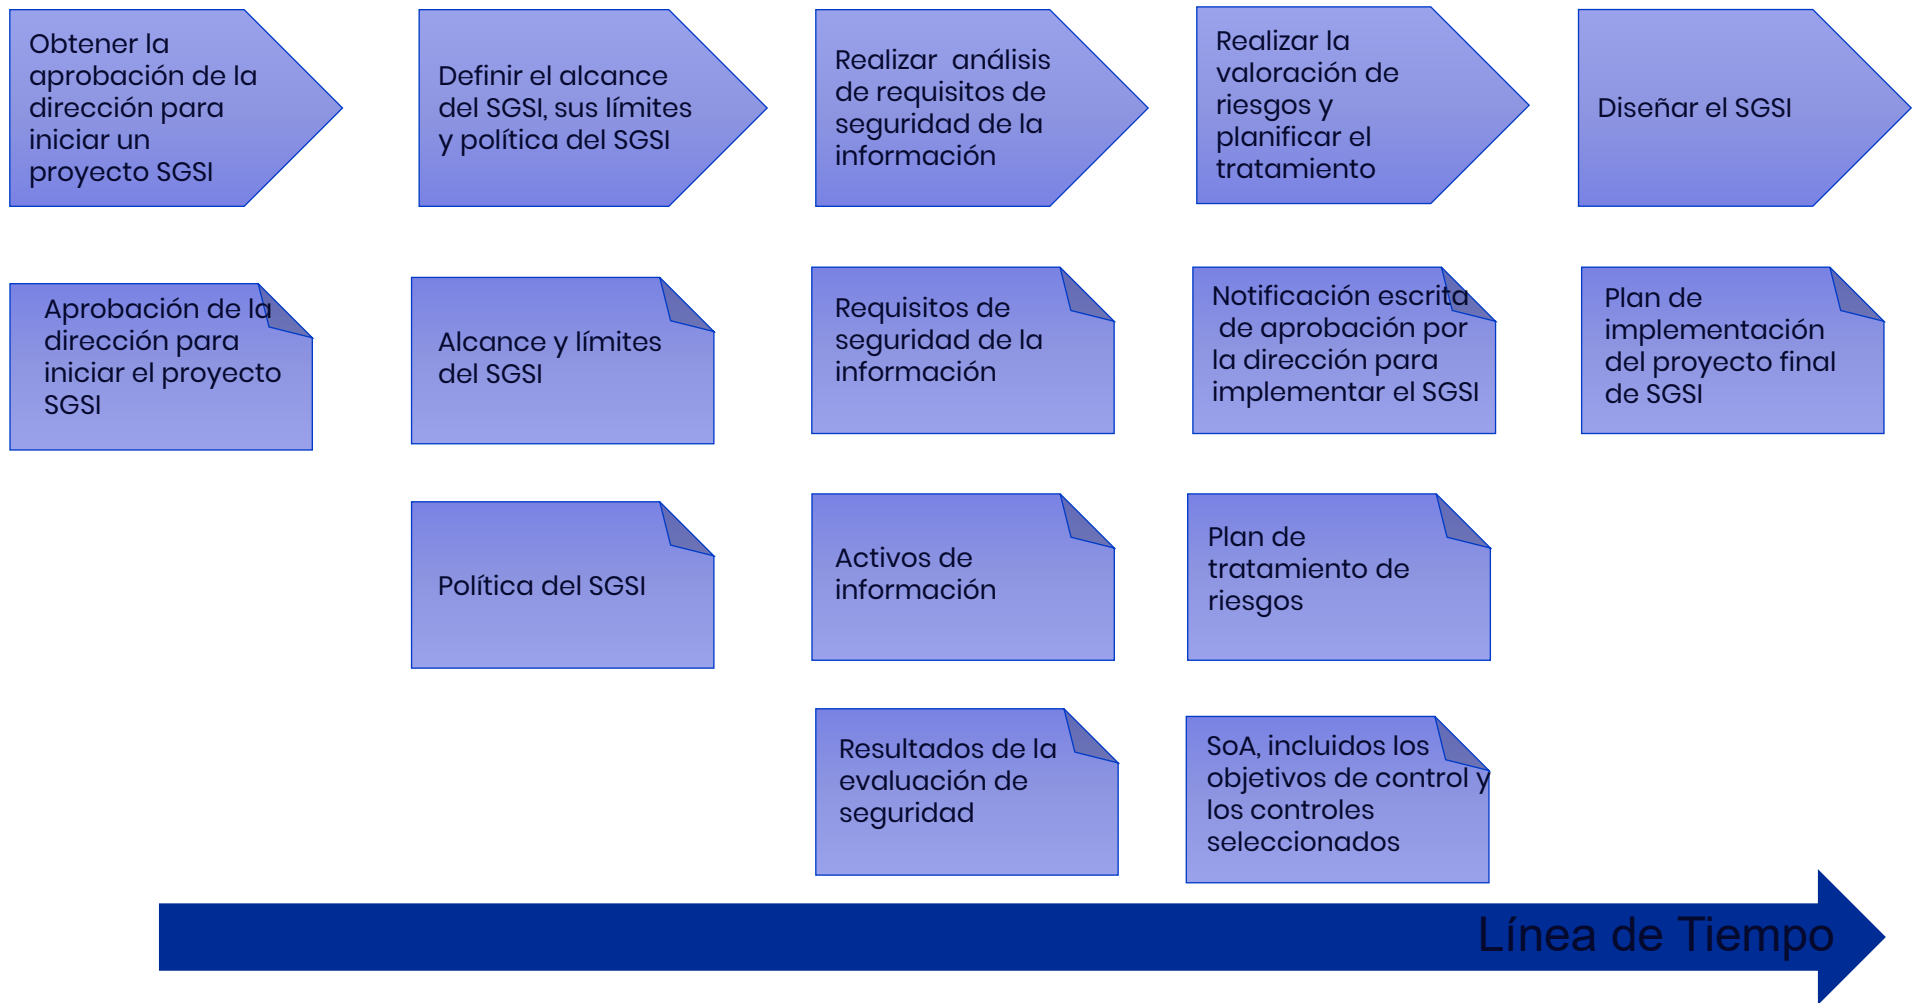 Obtener la
aprobación de la
dirección para
iniciar un
proyecto SGSI
Definir el alcance
del SGSI, sus límites
y política del SGSI
Realizar análisis
de requisitos de
seguridad de la
información
Realizar la
valoración de
riesgos y
planificar el
tratamiento
Diseñar el SGSI
Aprobación de la
dirección para
iniciar el proyecto
SGSI
Alcance y límites
del SGSI
Requisitos de
seguridad de la
información
Notificación escrita
de aprobación por
la dirección para
implementar el SGSI
Plan de
implementación
del proyecto final
de SGSI
Política del SGSI
Activos de
información
Plan de
tratamiento de
riesgos
Resultados de la
evaluación de
seguridad
SoA, incluidos los
objetivos de control y
los controles
seleccionados
Línea de Tiempo